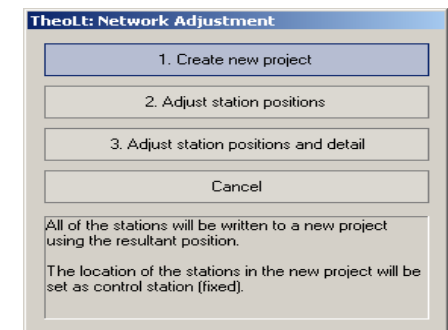 TheoLt: Network Adjustment
1. Create new project
2. Adjust station positions
3. Adjust station positions and detail
Cancel
All of the stations will be written to a new project
using the resultant position.
The location of the stations in the new project will be
set as control station (fixed).